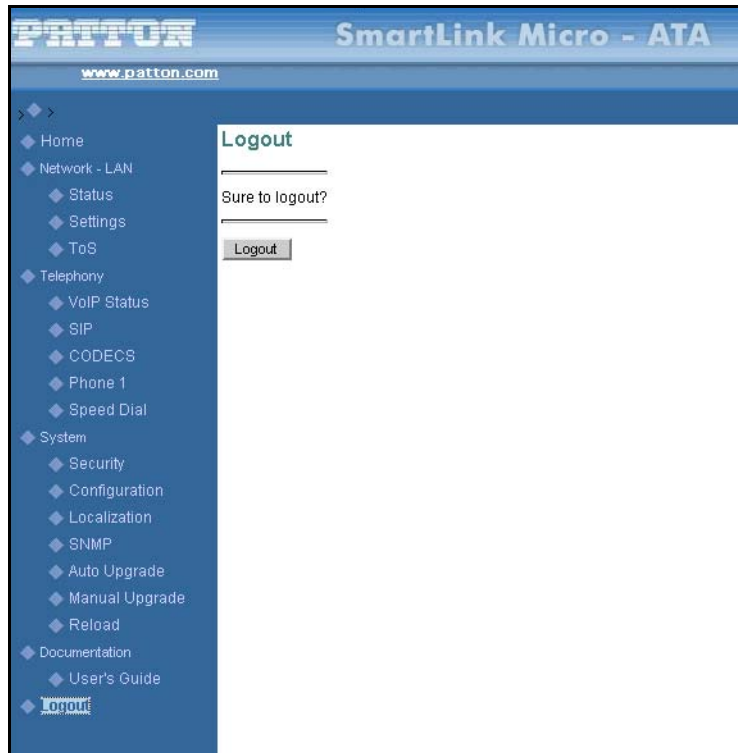 PATTON
SmartLink Micro - ATA
www.patton.com
> >
Home
Network - LAN
Status
Settings
ToS
Telephony
VoIP Status
SIP
CODECS
Phone 1
Speed Dial
System
Security
Configuration
Localization
SNMP
Auto Upgrade
Manual Upgrade
Reload
Documentation
User's Guide
Logout
Logout
Sure to logout?
Logout